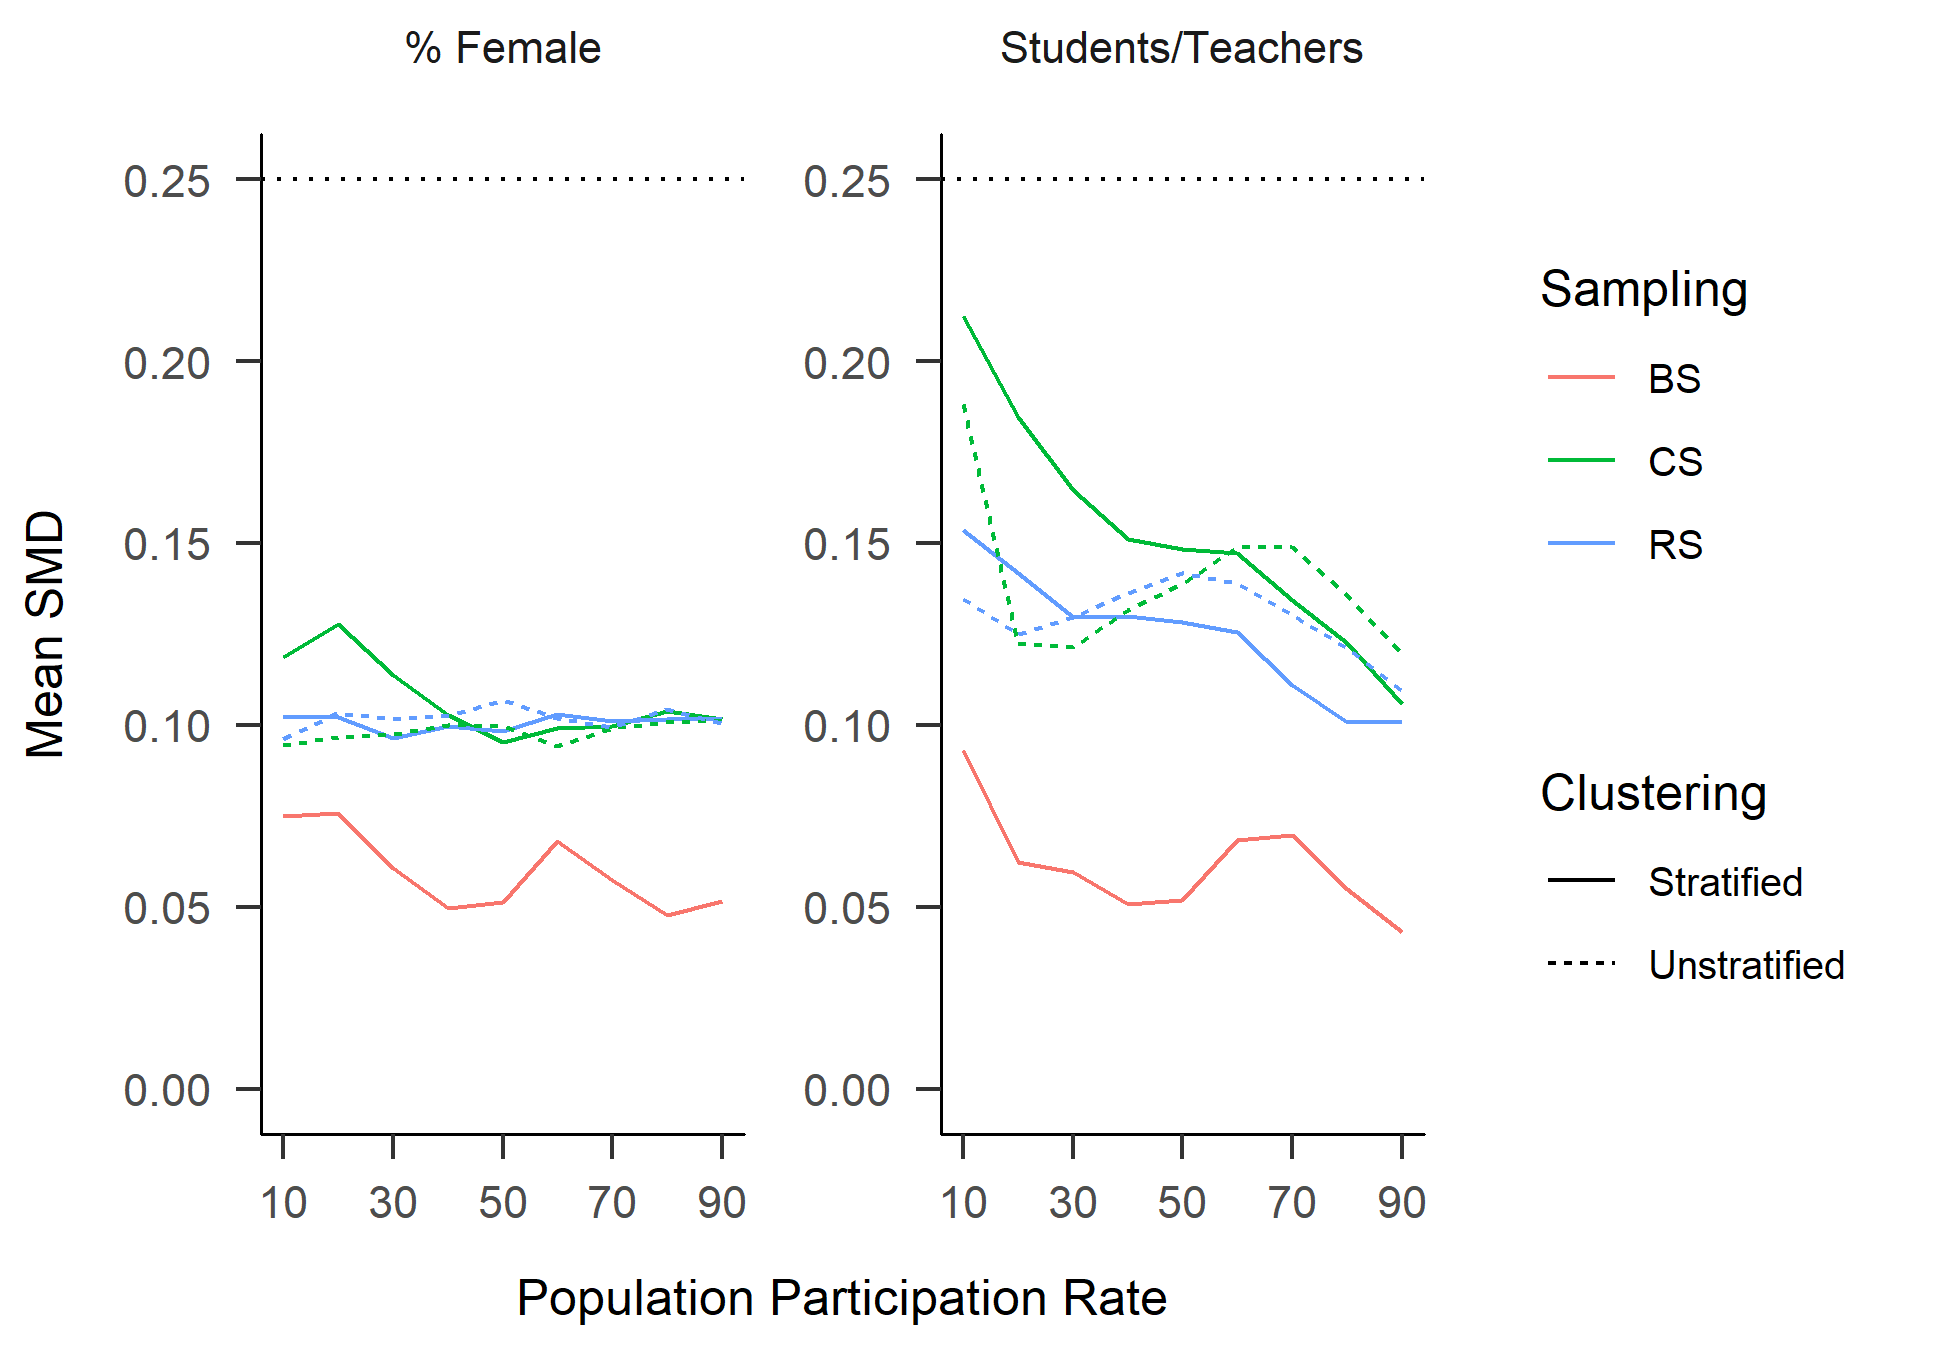 % Female
Students/Teachers
Mean SMD
0.25
0.20
0.15
0.10
0.05
0.00
0.25
0.20
0.15
0.10
0.05
0.00
10 30 50 70 90
10 30 50 70 90
Population Participation Rate
Sampling
BS
CS
RS
Clustering
Stratified
Unstratified